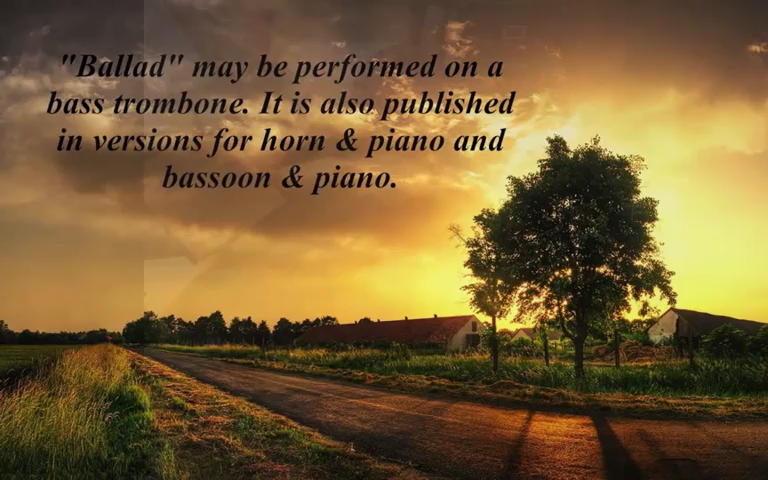 "Ballad" may be performed on a
bass trombone. It is also published
in versions for horn & piano and
bassoon & piano.